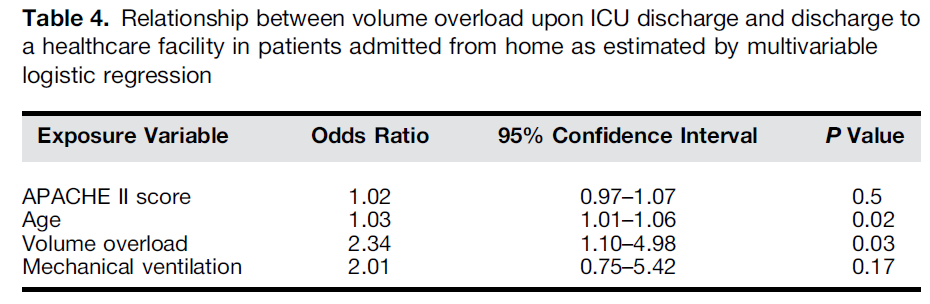 Table 4. Relationship between volume overload upon ICU discharge and discharge to
a healthcare facility in patients admitted from home as estimated by multivariable
logistic regression
Exposure Variable Odds Ratio 95% Confidence Interval P Value
APACHE II score 1.02 0.97–1.07 0.5
Age 1.03 1.01–1.06 0.02
Volume overload 2.34 1.10–4.98 0.03
Mechanical ventilation 2.01 0.75–5.42 0.17